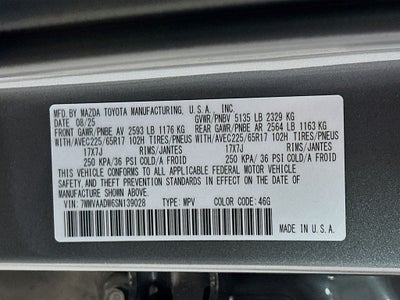 MFD. BY MAZDA TOYOTA MANUFACTURING, U.S.A., INC.
DATE 08/25 GVWR/PNBV 5135 LB 2329 KG
FRONT GAWR/PNBE AV 2593 LB 1176 KG REAR GAWR/PNBE AR 2564 LB 1163 KG
WITH/AVEC225/65R17 102H TIRES/PNEUS WITH/AVEC225/65R17 102H TIRES/PNEUS
17X7J RIMS/JANTES 17X7J RIMS/JANTES
250 KPA/36 PSI COLD/A FROID 250 KPA/ 36 PSI COLD/A FROID
THIS VEHICLE CONFORMS TO ALL APPLICABLE FEDERAL MOTOR VEHICLE
SAFETY, AND THEFT PREVENTION STANDARDS IN EFFECT ON THE DATE OF MANUFACTURE
SHOWN ABOVE.
VIN: 7MMVAADW6SN139028 TYPE: MPV COLOR CODE: 46G
MADE IN U.S.A.